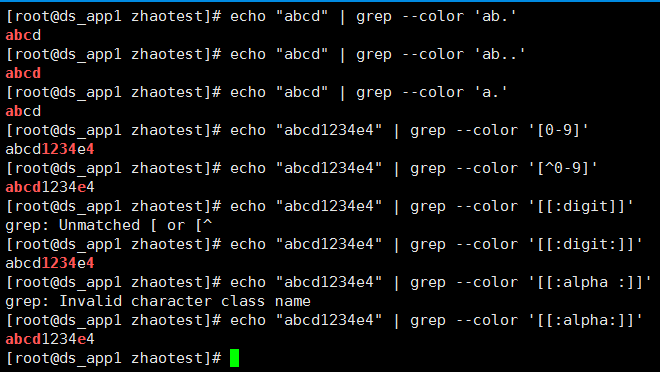 [root@ds_app1 zhaotest]# echo "abcd" | grep --color 'ab.'
abcd
[root@ds_app1 zhaotest]# echo "abcd" | grep --color 'ab..'
abcd
[root@ds_app1 zhaotest]# echo "abcd" | grep --color 'a.'
abcd
[root@ds_app1 zhaotest]# echo "abcd1234e4" | grep --color '[0-9]'
abcd1234e4
[root@ds_app1 zhaotest]# echo "abcd1234e4" | grep --color '[^0-9]'
abcd1234e4
[root@ds_app1 zhaotest]# echo "abcd1234e4" | grep --color '[[:digit]]'
grep: Unmatched [ or [^
[root@ds_app1 zhaotest]# echo "abcd1234e4" | grep --color '[[:digit:]]'
abcd1234e4
[root@ds_app1 zhaotest]# echo "abcd1234e4" | grep --color '[[:alpha :]]'
grep: Invalid character class name
[root@ds_app1 zhaotest]# echo "abcd1234e4" | grep --color '[[:alpha:]]'
abcd1234e4
[root@ds_app1 zhaotest]#